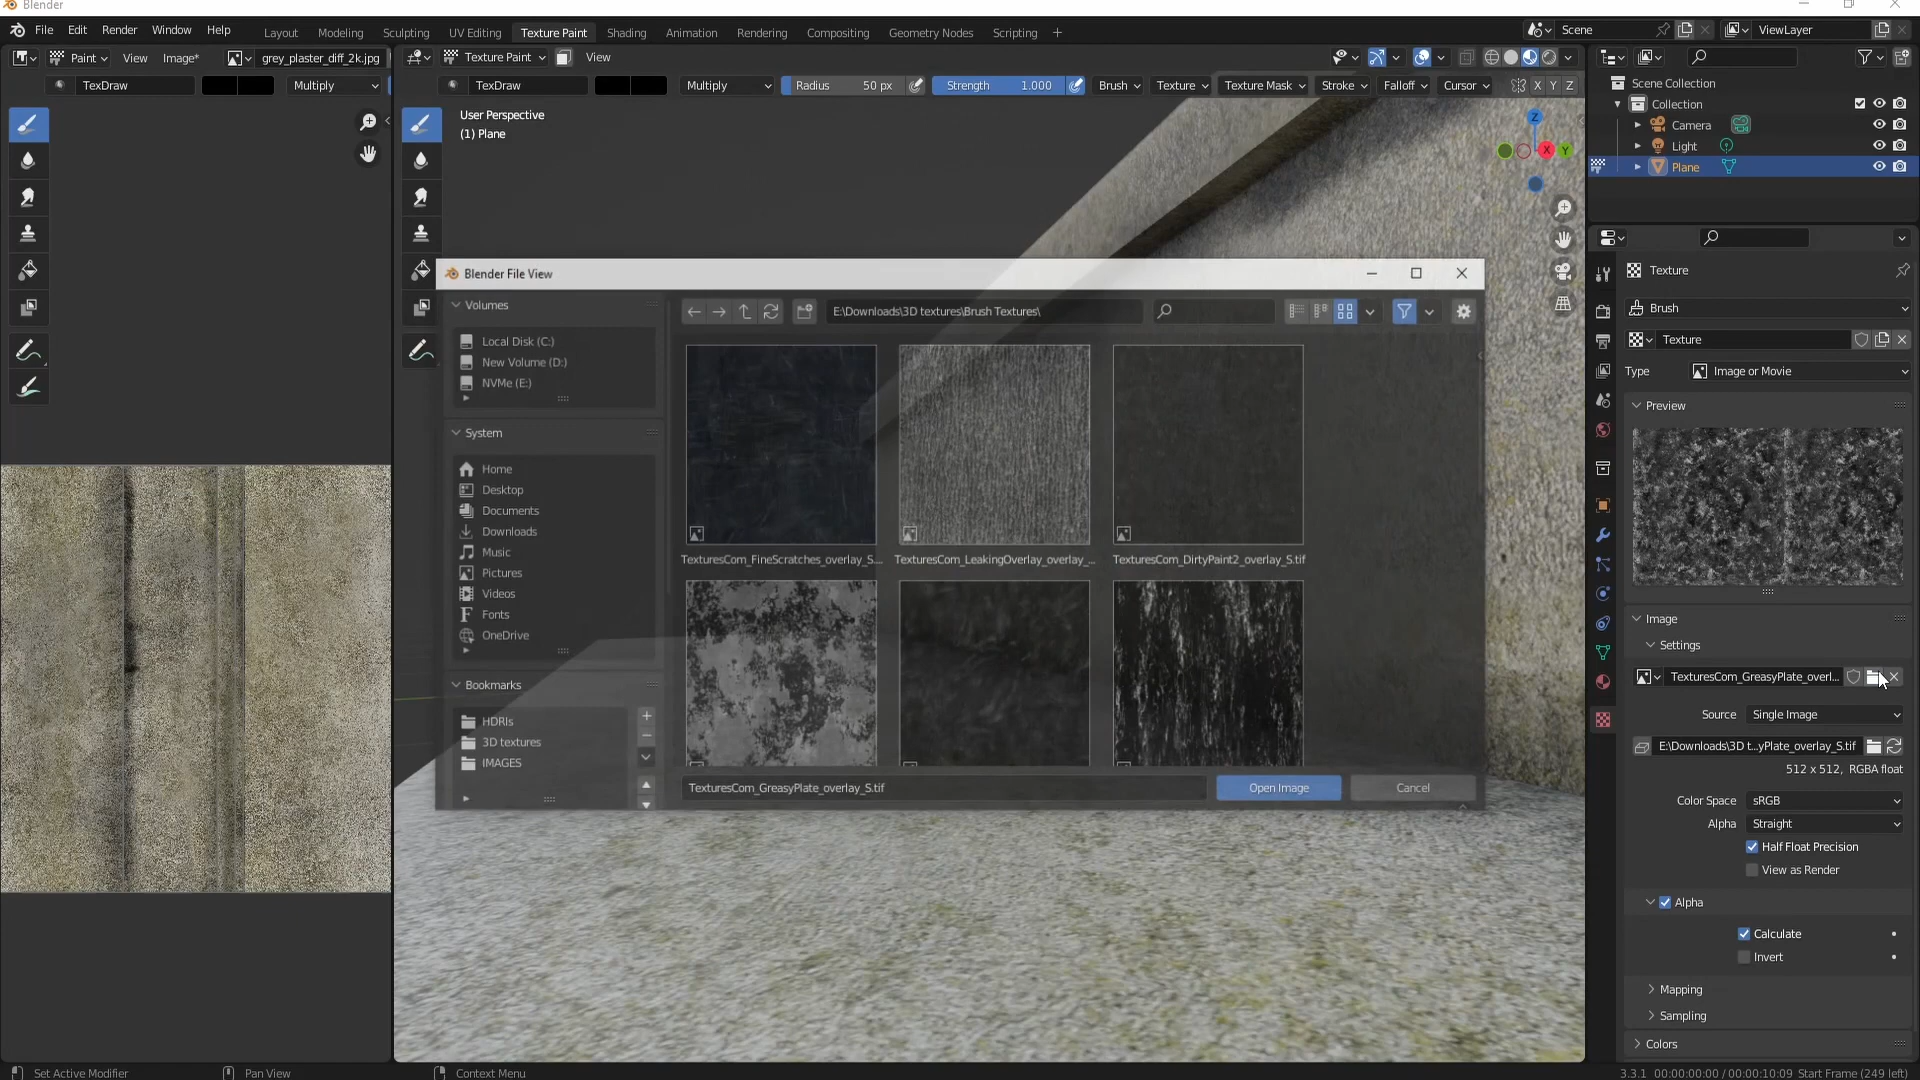 Blender
File Edit Render Window Help Layout Modeling Sculpting UV Editing Texture Paint Shading Animation Rendering Compositing Geometry Nodes Scripting + Scene ViewLayer
Paint View Image* grey_plaster_diff_2k.jpg Texture Paint View
TexDraw Multiply TexDraw Multiply Radius 50 px Strength 1.000 Brush Texture Texture Mask Stroke Falloff Cursor X Y Z
User Perspective
(1) Plane
Z
X
Y
Scene Collection
Collection
Camera
Light
Plane
Blender File View
Volumes
Local Disk (C:)
New Volume (D:)
NVMe (E:)
System
Home
Desktop
Documents
Downloads
Music
Pictures
Videos
Fonts
OneDrive
Bookmarks
HDRIs
3D textures
IMAGES
E:\Downloads\3D textures\Brush Textures\
TexturesCom_FineScratches_overlay_S... TexturesCom_LeakingOverlay_overlay_... TexturesCom_DirtyPaint2_overlay_S.tif
TexturesCom_GreasyPlate_overlay_S.tif Open Image Cancel
Texture
Brush
Texture
Type Image or Movie
Preview
Image
Settings
TexturesCom_GreasyPlate_overl...
Source Single Image
E:\Downloads\3D t...yPlate_overlay_S.tif
512 x 512, RGBA float
Color Space sRGB
Alpha Straight
Half Float Precision
View as Render
Alpha
Calculate
Invert
Mapping
Sampling
Colors
Set Active Modifier Pan View Context Menu 3.3.1 00:00:00:00 / 00:00:10:09 Start Frame (249 left)